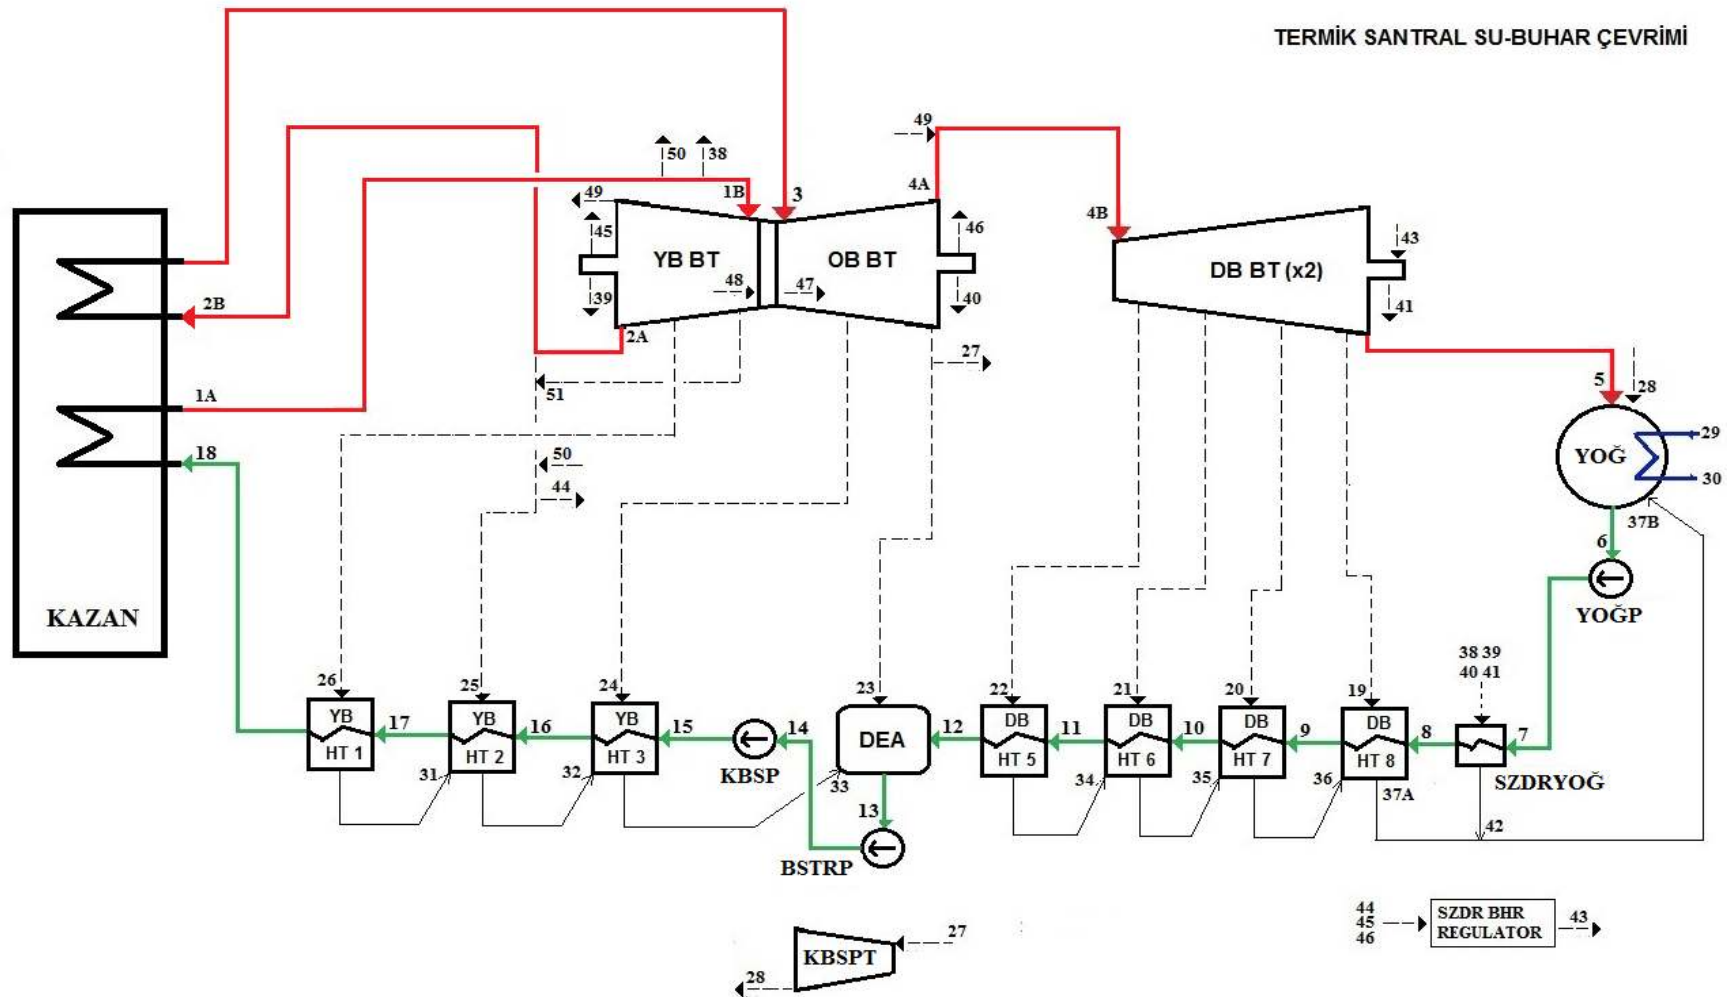 TERMİK SANTRAL SU-BUHAR ÇEVRİMİ
49
50
38
49
1B
3
4A
4B
45
46
43
YB BT
OB BT
DB BT (x2)
48
47
39
40
41
2B
2A
27
51
5
28
1A
18
50
44
YOĞ
29
30
37B
6
KAZAN
YOĞP
38 39
40 41
26
25
24
23
22
21
20
19
YB
HT 1
17
YB
HT 2
16
YB
HT 3
15
14
DEA
12
DB
HT 5
11
DB
HT 6
10
DB
HT 7
9
DB
HT 8
8
7
31
32
KBSP
33
34
35
36
37A
SZDRYOĞ
13
42
BSTRP
44
45
46
SZDR BHR
REGULATOR
43
KBSPT
27
28